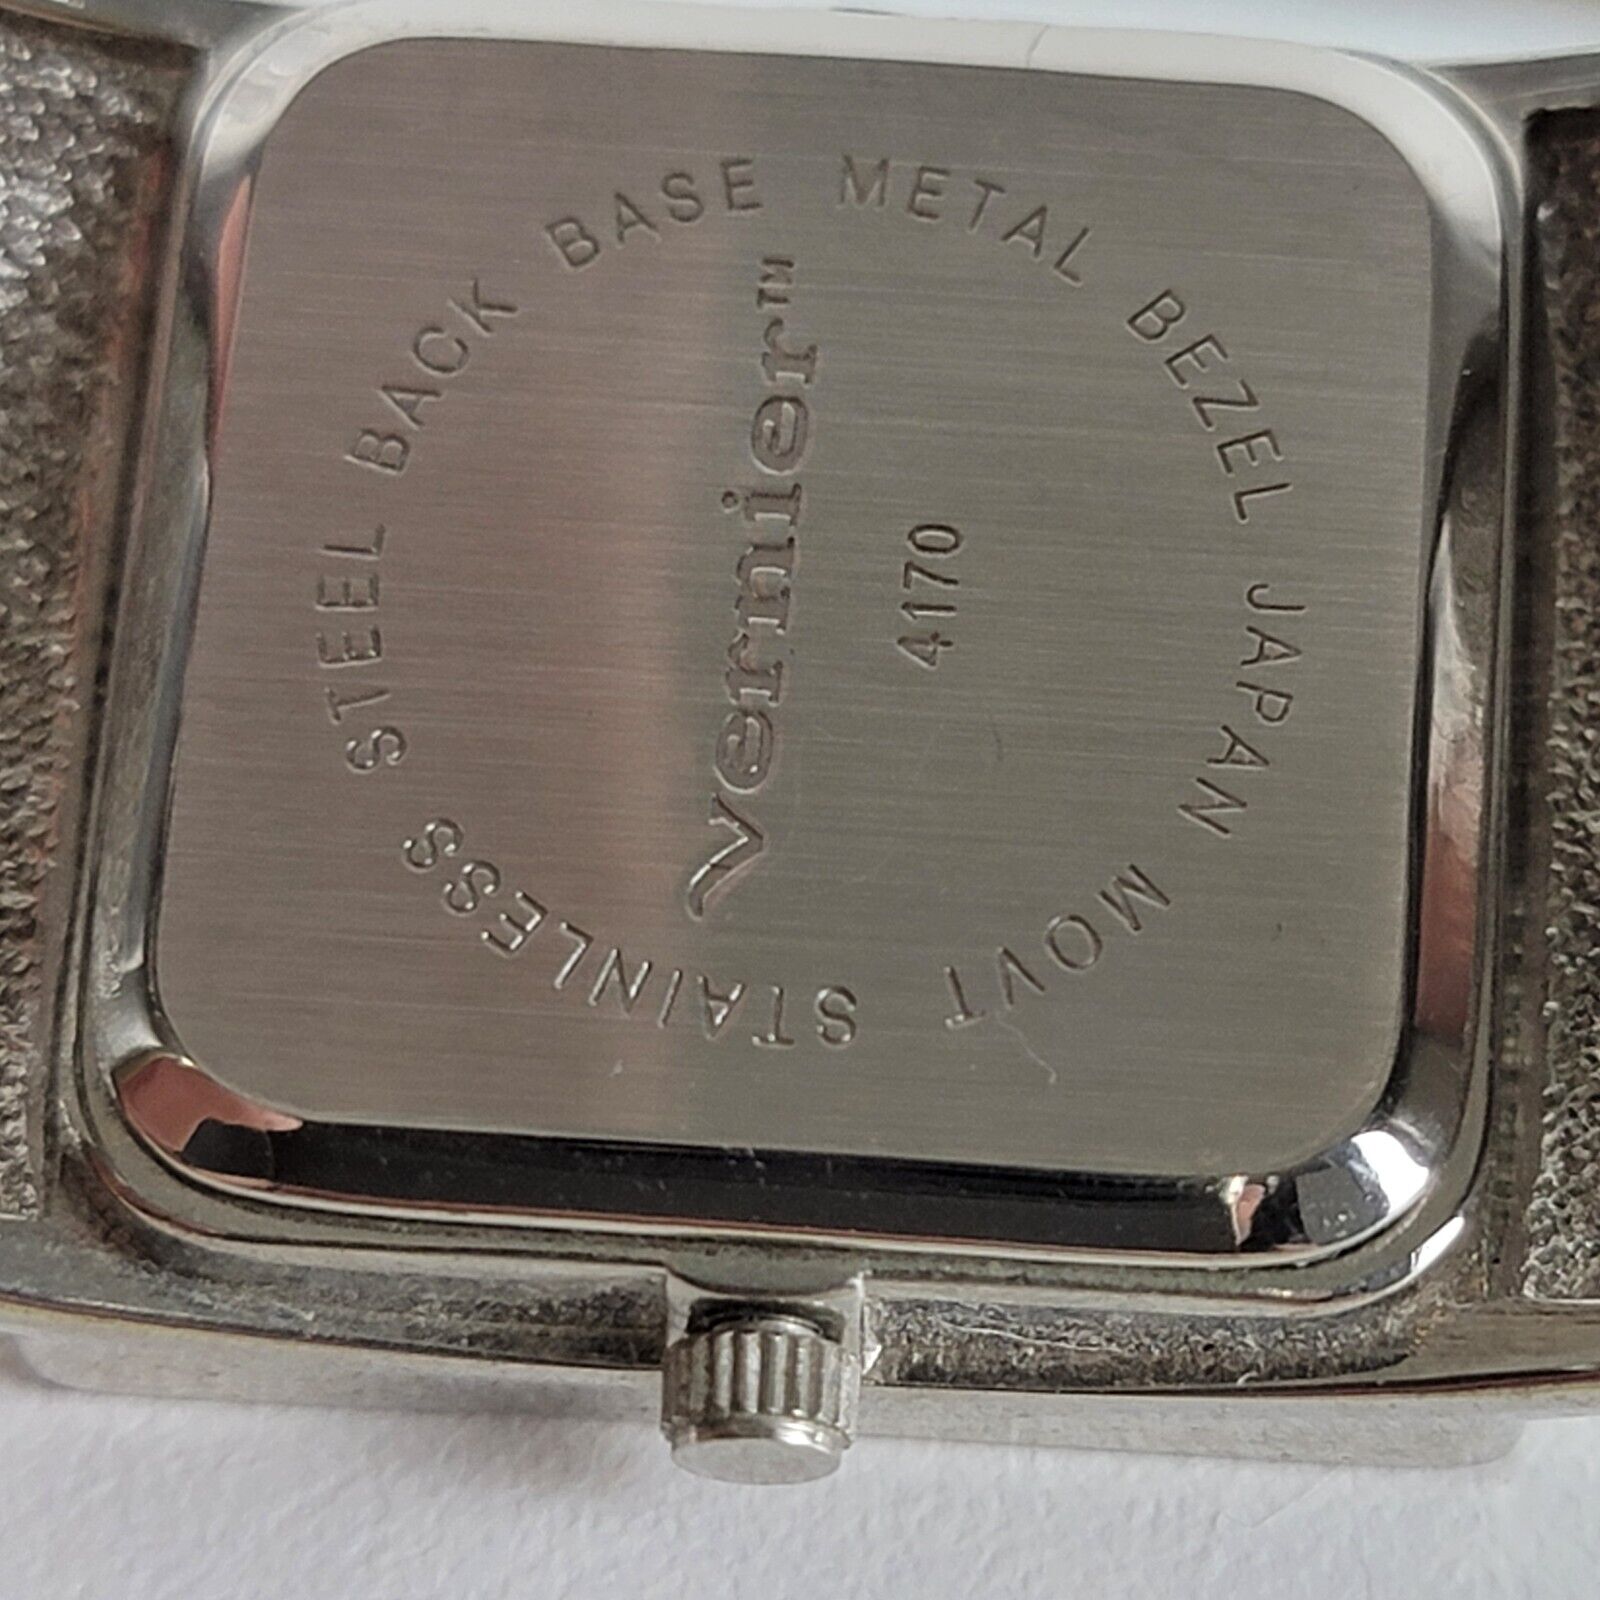 vernier™
4170
STAINLESS STEEL BACK BASE METAL BEZEL JAPAN MOVT